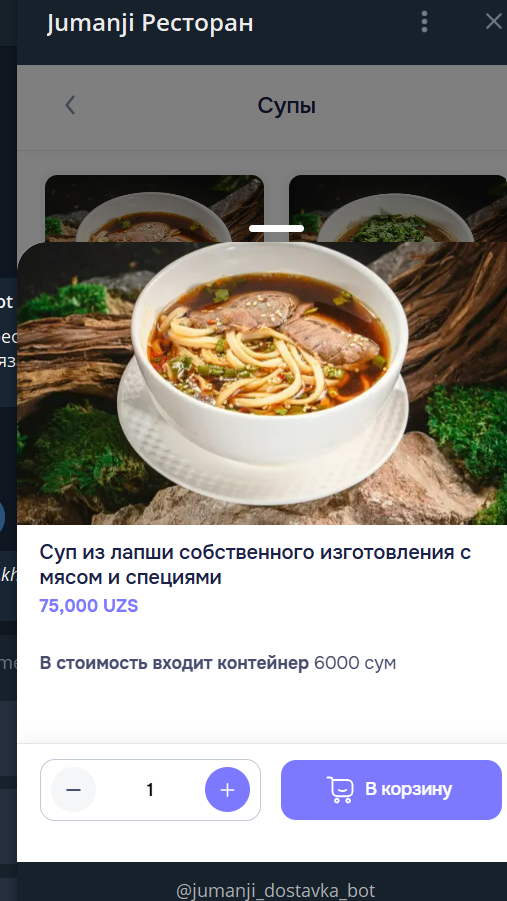 Jumanji Ресторан
Супы
Суп из лапши собственного изготовления с
мясом и специями
75,000 UZS
В стоимость входит контейнер 6000 сум
1
В корзину
@jumanji_dostavka_bot